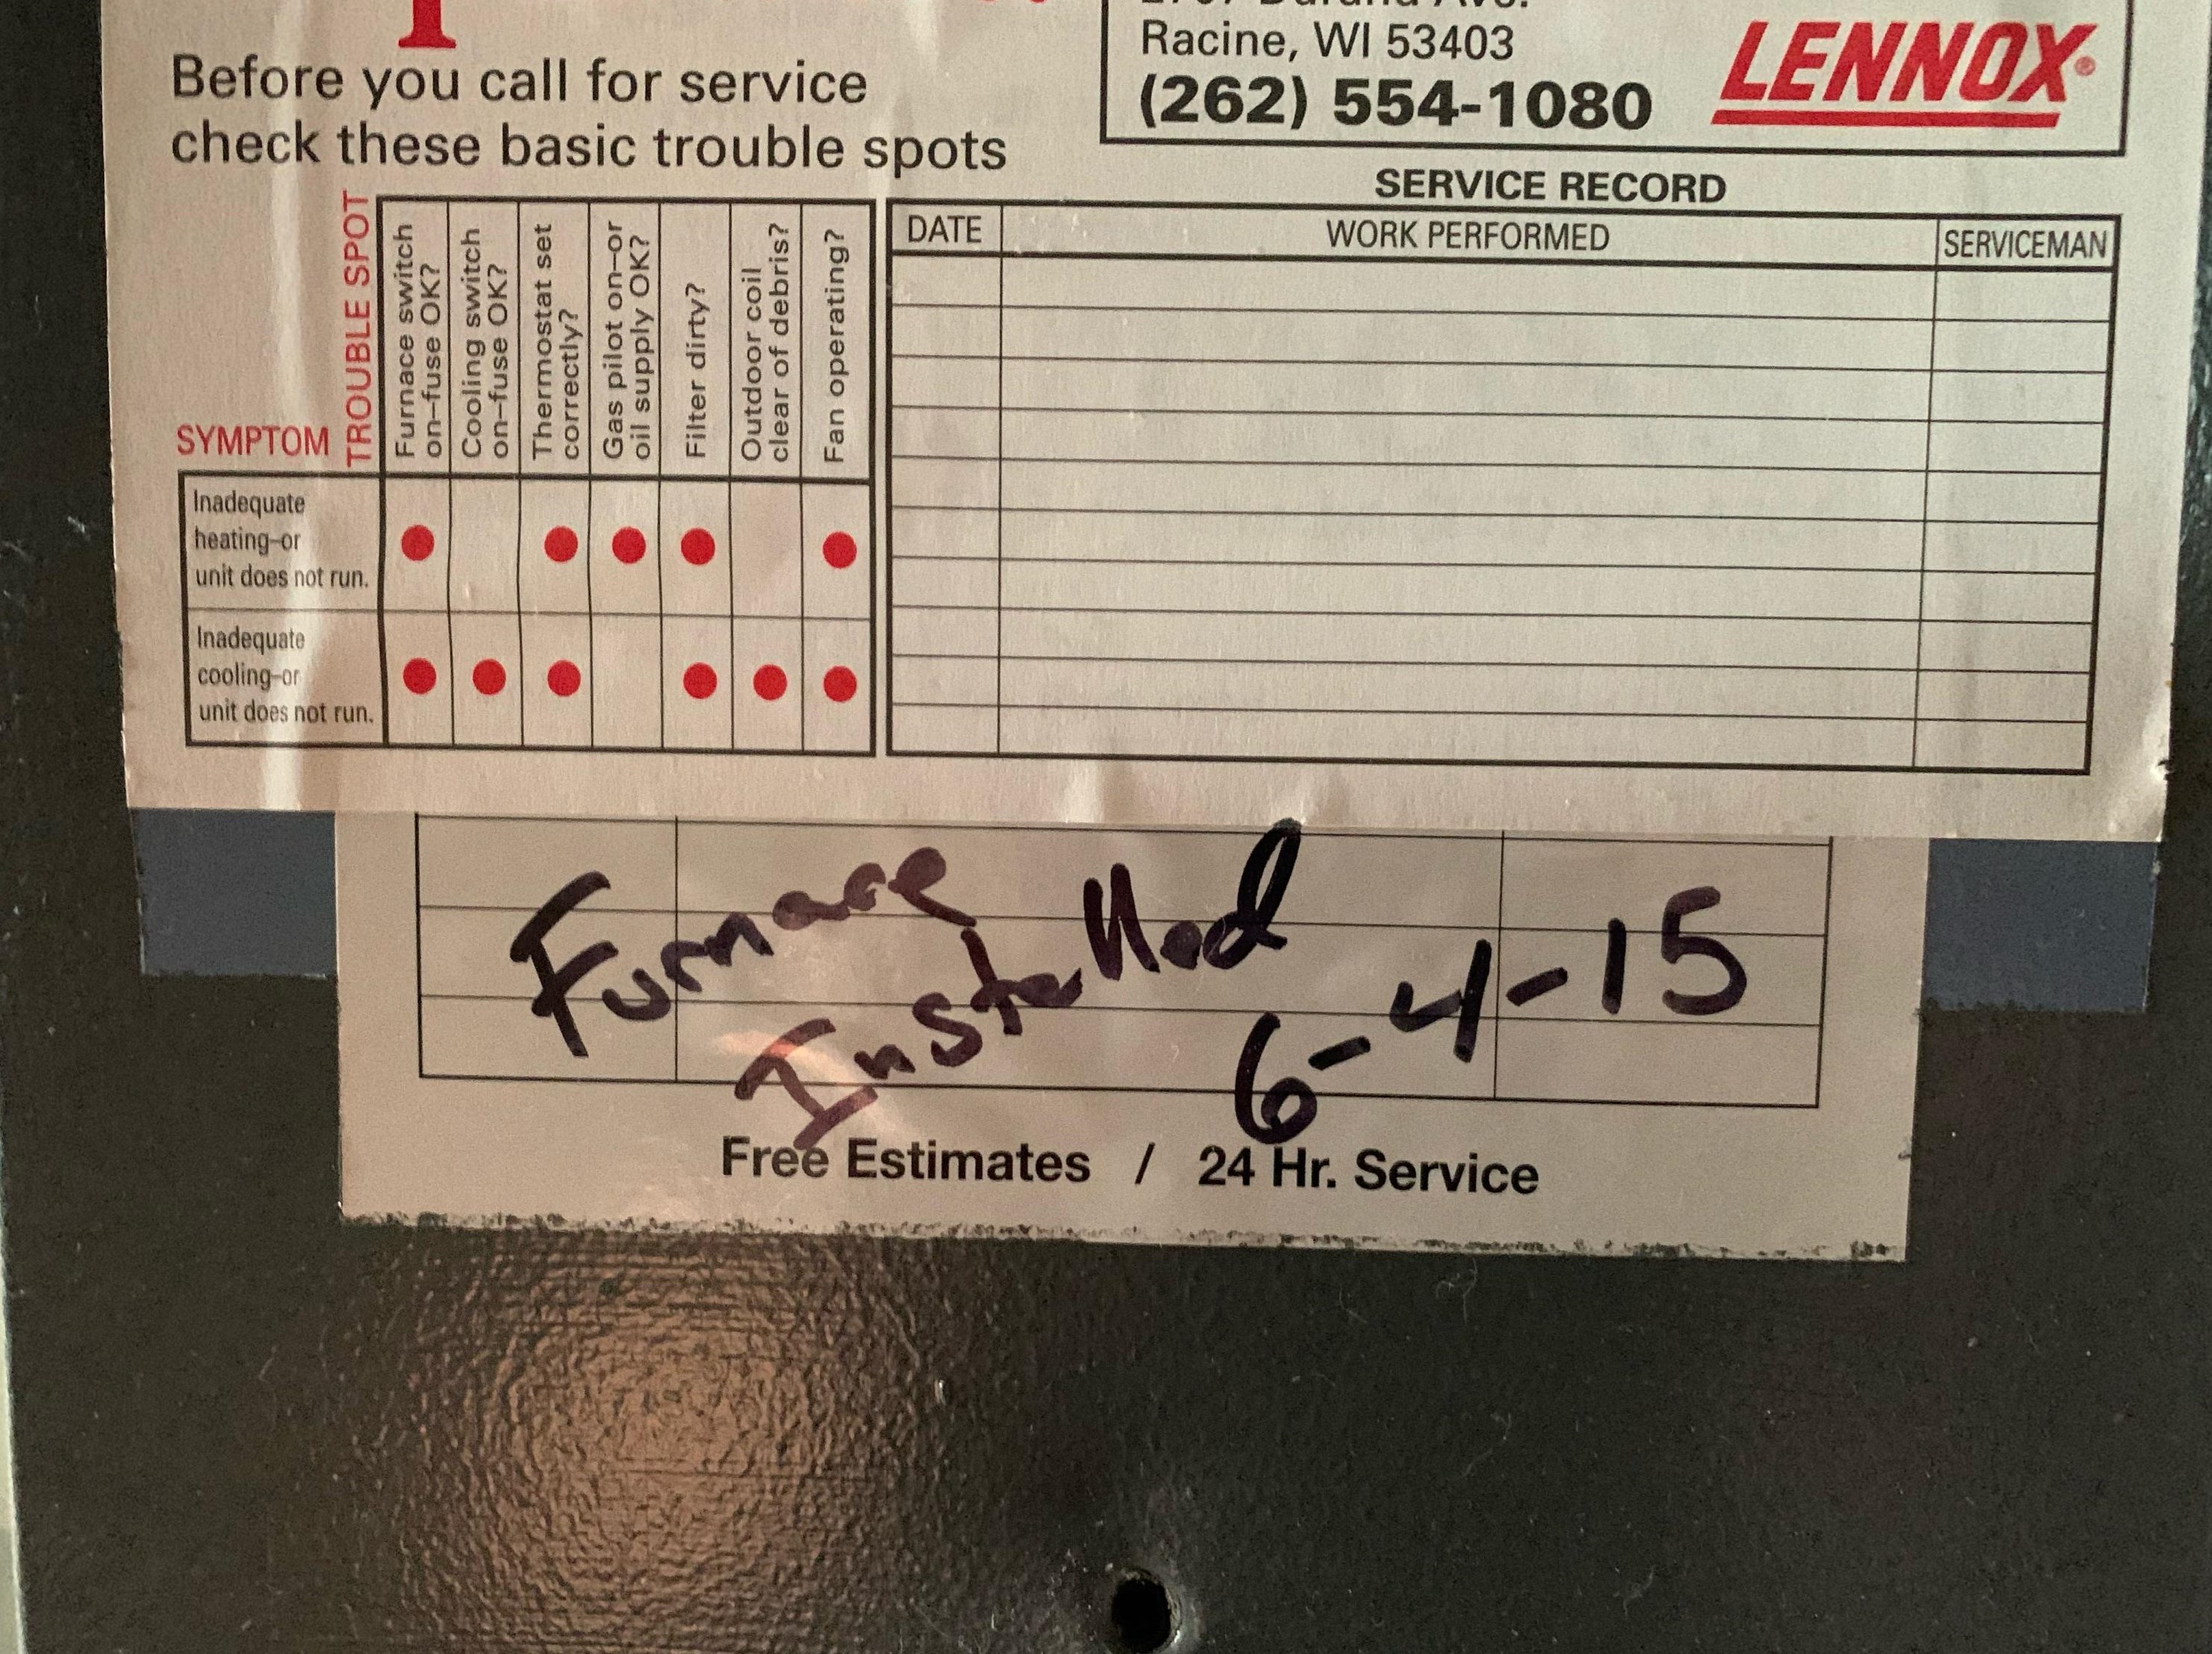 Racine, WI 53403
(262) 554-1080
LENNOX®
Before you call for service
check these basic trouble spots
SYMPTOM
TROUBLE SPOT
Furnace switch
on–fuse OK?
Cooling switch
on–fuse OK?
Thermostat set
correctly?
Gas pilot on–or
oil supply OK?
Filter dirty?
Outdoor coil
clear of debris?
Fan operating?
Inadequate
heating–or
unit does not run.
Inadequate
cooling–or
unit does not run.
SERVICE RECORD
DATE WORK PERFORMED SERVICEMAN
Furnace
Installed
6-4-15
Free Estimates / 24 Hr. Service